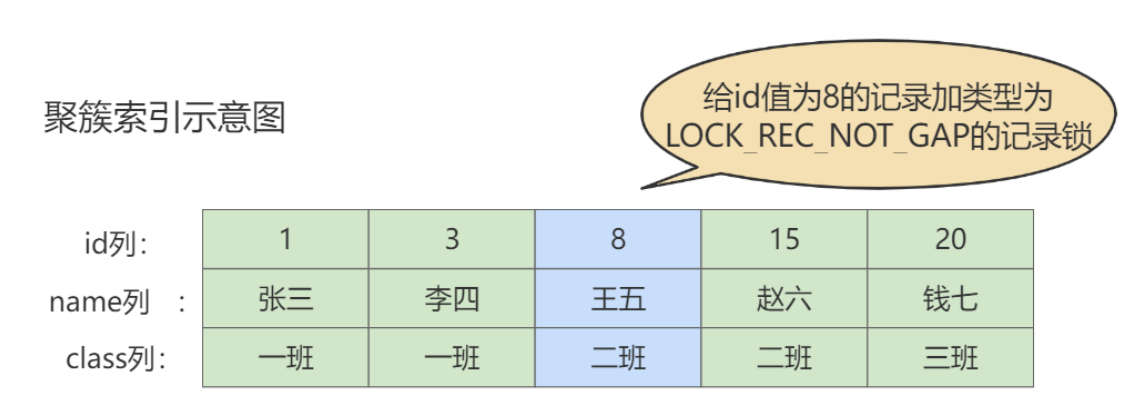 给id值为8的记录加类型为
LOCK_REC_NOT_GAP的记录锁
聚簇索引示意图
id列: 1 3 8 15 20
name列 : 张三 李四 王五 赵六 钱七
class列: 一班 一班 二班 二班 三班